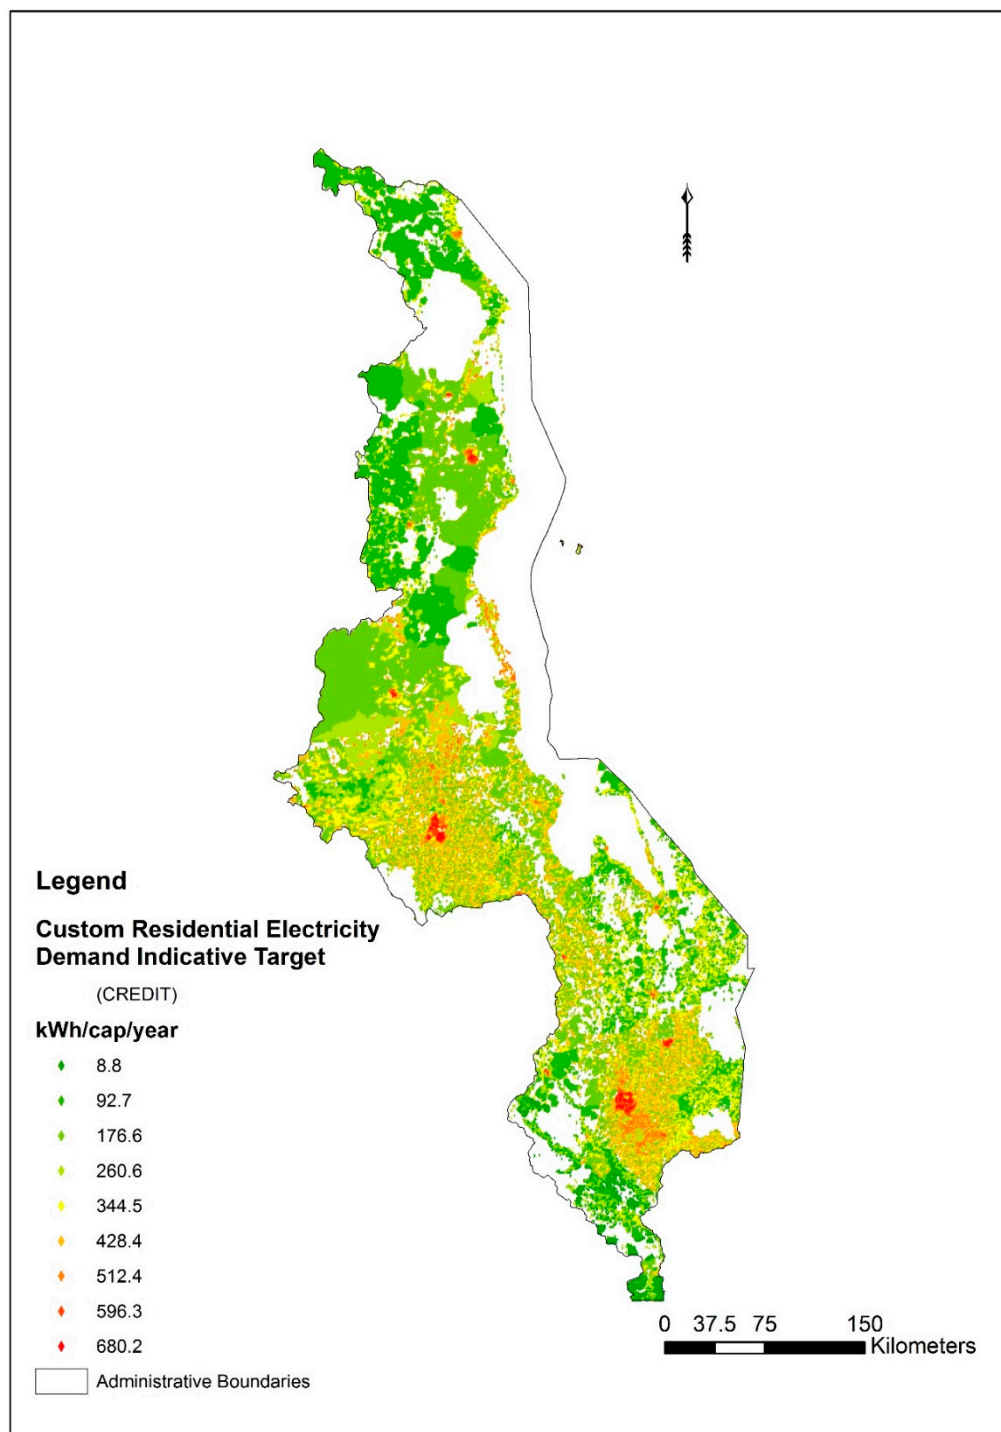 Legend
Custom Residential Electricity
Demand Indicative Target
(CREDIT)
kWh/cap/year
8.8
92.7
176.6
260.6
344.5
428.4
512.4
596.3
680.2
Administrative Boundaries
0 37.5 75 150
Kilometers